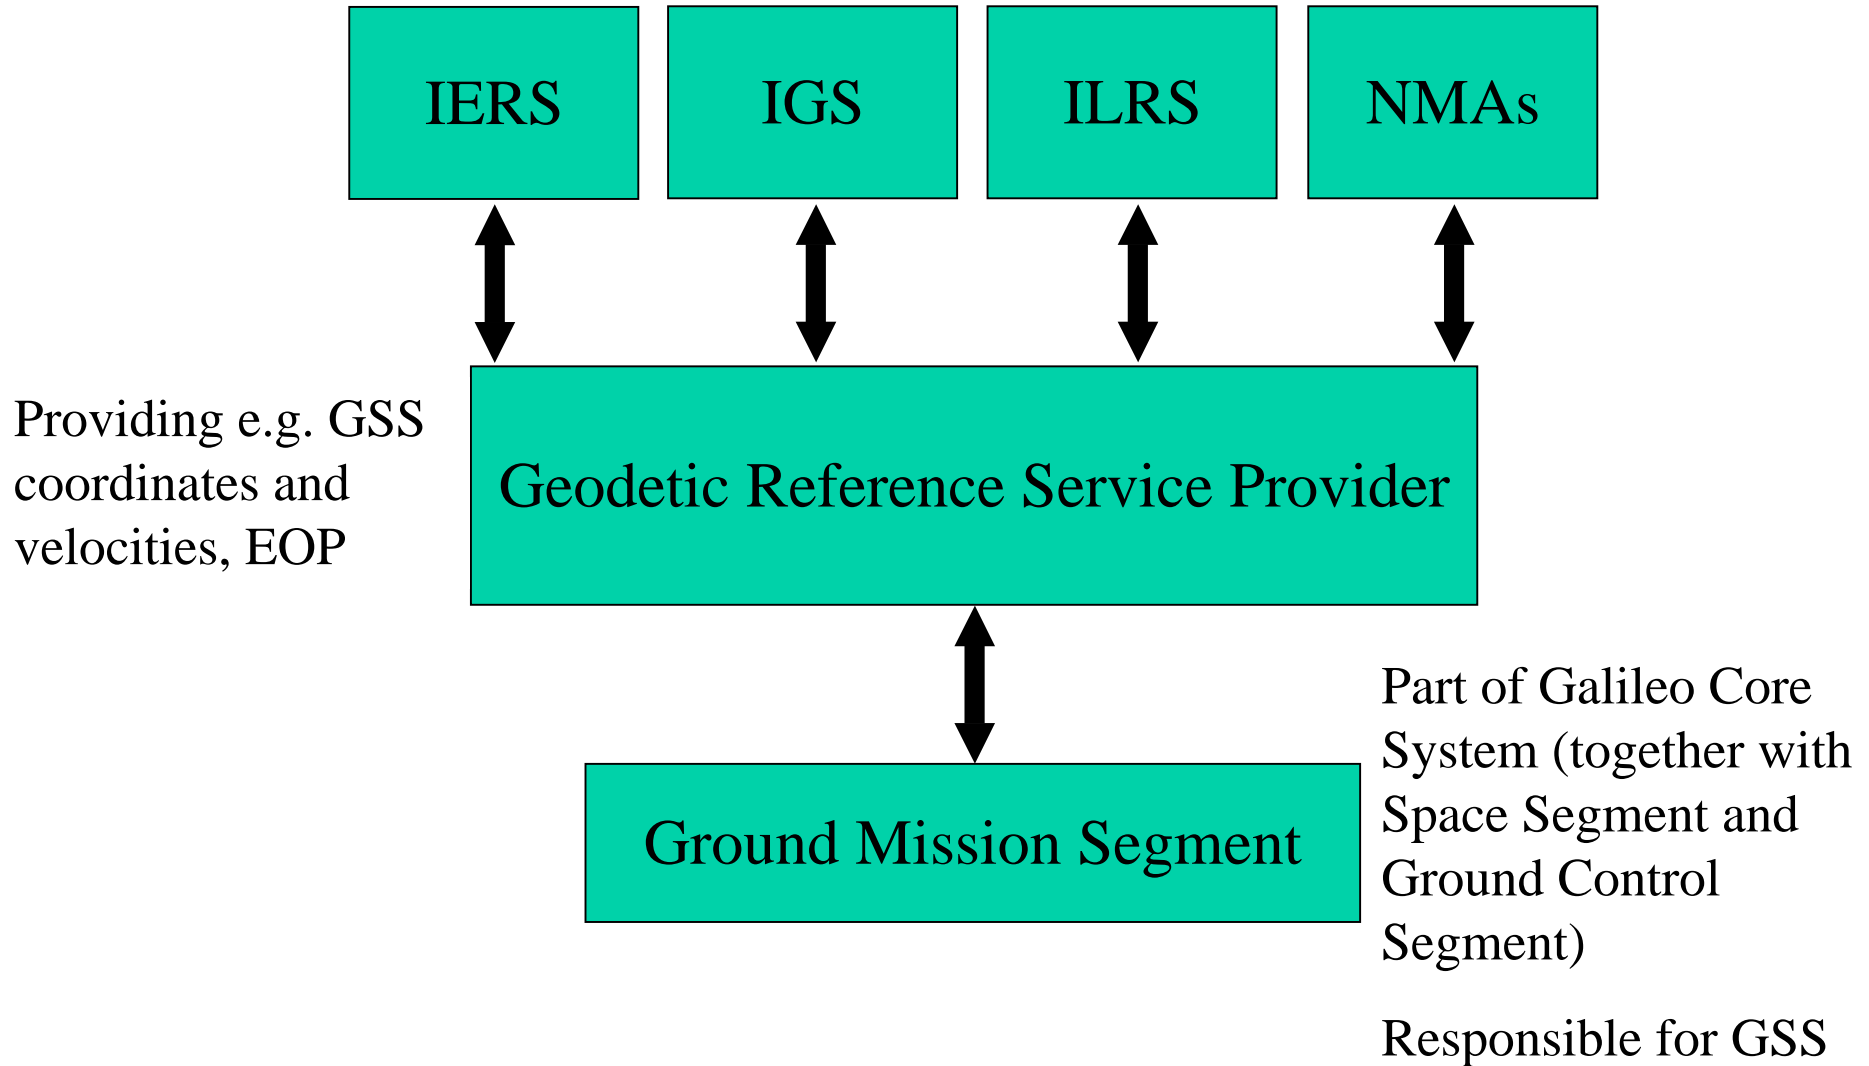 IERS
IGS
ILRS
NMAs
Providing e.g. GSS
coordinates and
velocities, EOP
Geodetic Reference Service Provider
Ground Mission Segment
Part of Galileo Core
System (together with
Space Segment and
Ground Control
Segment)
Responsible for GSS